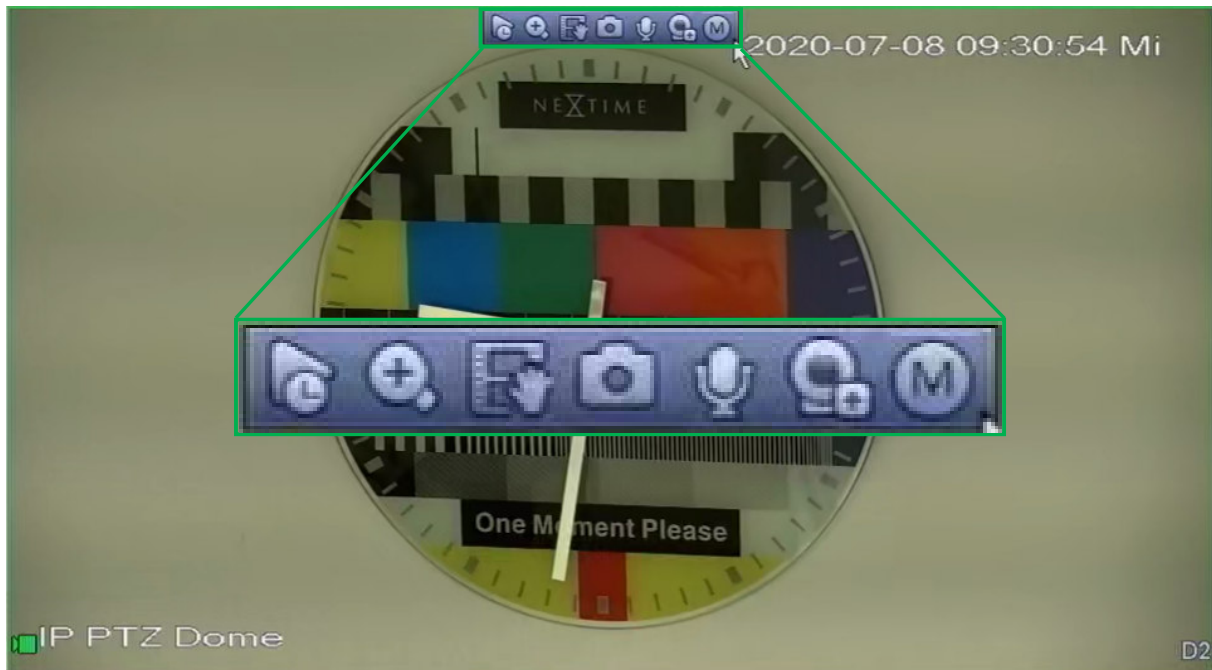 M
2020-07-08 09:30:54 Mi
NEXTIME
M
One Moment Please
IP PTZ Dome
D2